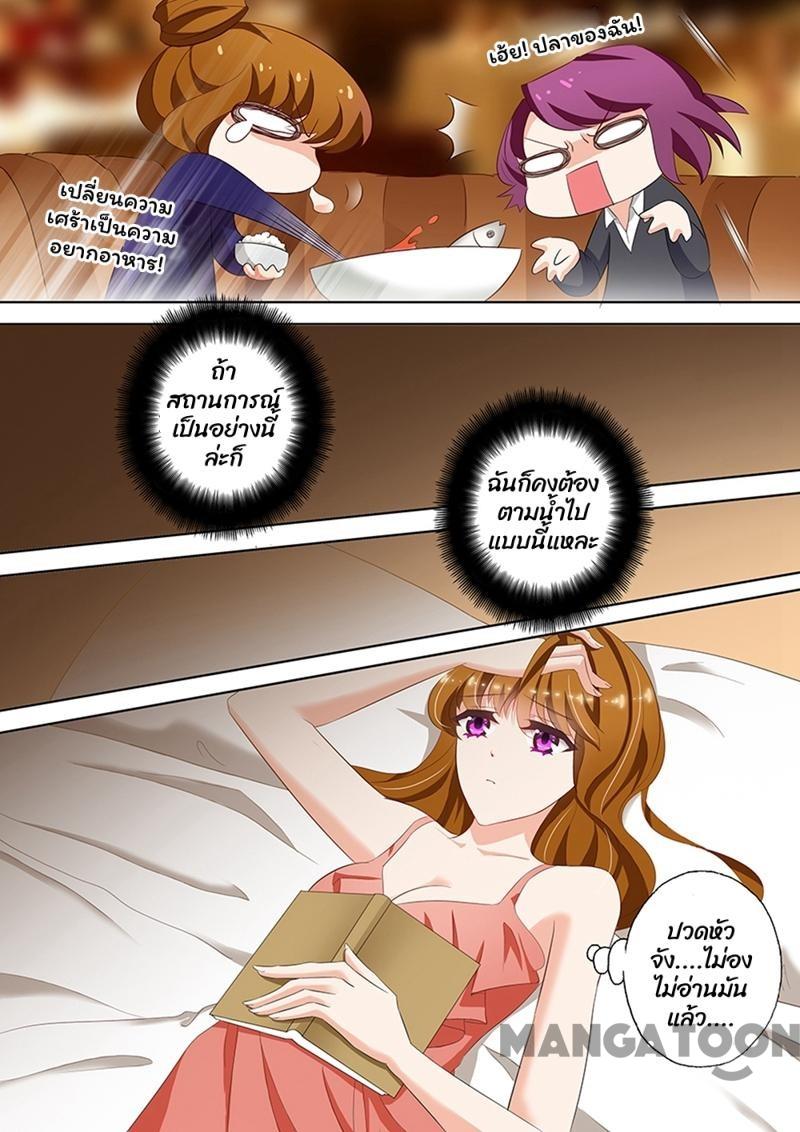 เฮ้ย! ปลาของฉัน!
เปลี่ยนความ
เศร้าเป็นความ
อยากอาหาร!
ถ้า
สถานการณ์
เป็นอย่างนี้
ล่ะก็
ฉันก็คงต้อง
ตามน้ำไป
แบบนี้แหละ
ปวดหัว
จัง....ไม่อง
ไม่อ่านมัน
แล้ว....
MANGATOON